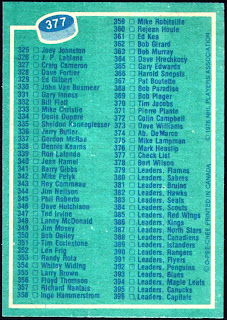 377
325 Joey Johnston
326 J. P. Leblanc
327 Craig Cameron
328 Dave Fortier
329 Ed Gilbert
330 John Van Boxmeer
331 Gary Inness
332 Bill Flett
333 Mike Christie
334 Denis Dupere
335 Sheldon Kannegiesser
336 Jerry Butler
337 Gordon McRae
338 Dennis Kearns
339 Ron Lalonde
340 Jean Hamel
341 Barry Gibbs
342 Mike Pelyk
343 Rey Comeau
344 Jim Neilson
345 Phil Roberto
346 Dave Hutchison
347 Ted Irvine
348 Lanny McDonald
349 Jim Moxey
350 Bob Dailey
351 Tim Ecclestone
352 Len Frig
353 Randy Rota
354 Whitey Widing
355 Larry Brown
356 Floyd Thomson
357 Richard Nantais
358 Inge Hammarstrom
359 Mike Robitaille
360 Rejean Houle
361 Ed Kea
362 Bob Girard
363 Bob Murray
364 Dave Hrechkosy
365 Gary Edwards
366 Harold Snepsts
367 Pat Boutette
368 Bob Paradise
369 Bob Plager
370 Tim Jacobs
371 Pierre Plante
372 Colin Campbell
373 Dave Williams
374 Ab De Marco
375 Mike Lampman
376 Mark Heaslip
377 Check List
378 Bert Wilson
379 Leaders, Flames
380 Leaders, Sabres
381 Leaders, Bruins
382 Leaders, Hawks
383 Leaders, Seals
384 Leaders, Scouts
385 Leaders, Red Wings
386 Leaders, Kings
387 Leaders, North Stars
388 Leaders, Canadiens
389 Leaders, Islanders
390 Leaders, Rangers
391 Leaders, Flyers
392 Leaders, Penguins
393 Leaders, Blues
394 Leaders, Maple Leafs
395 Leaders, Canucks
396 Leaders, Capitals
© O-PEE-CHEE PRINTED IN CANADA
NHL PLAYERS ASSOCIATION